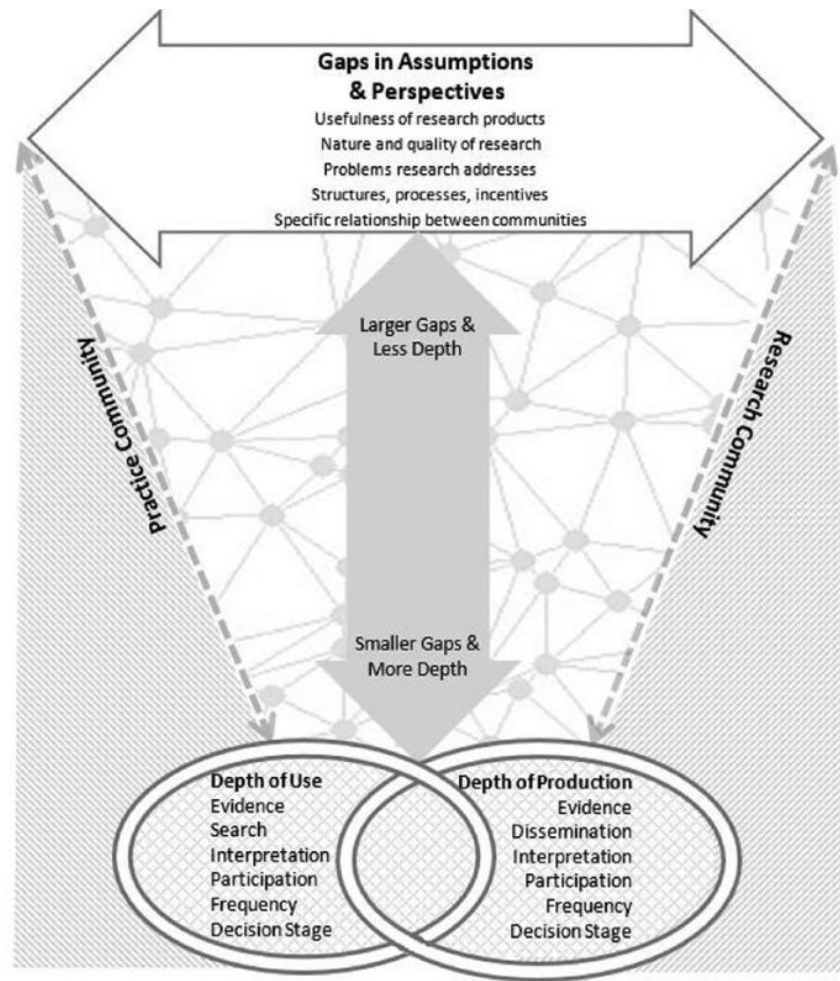 Gaps in Assumptions
& Perspectives
Usefulness of research products
Nature and quality of research
Problems research addresses
Structures, processes, incentives
Specific relationship between communities
Larger Gaps &
Less Depth
Practice Community
Research Community
Smaller Gaps &
More Depth
Depth of Use
Evidence
Search
Interpretation
Participation
Frequency
Decision Stage
Depth of Production
Evidence
Dissemination
Interpretation
Participation
Frequency
Decision Stage